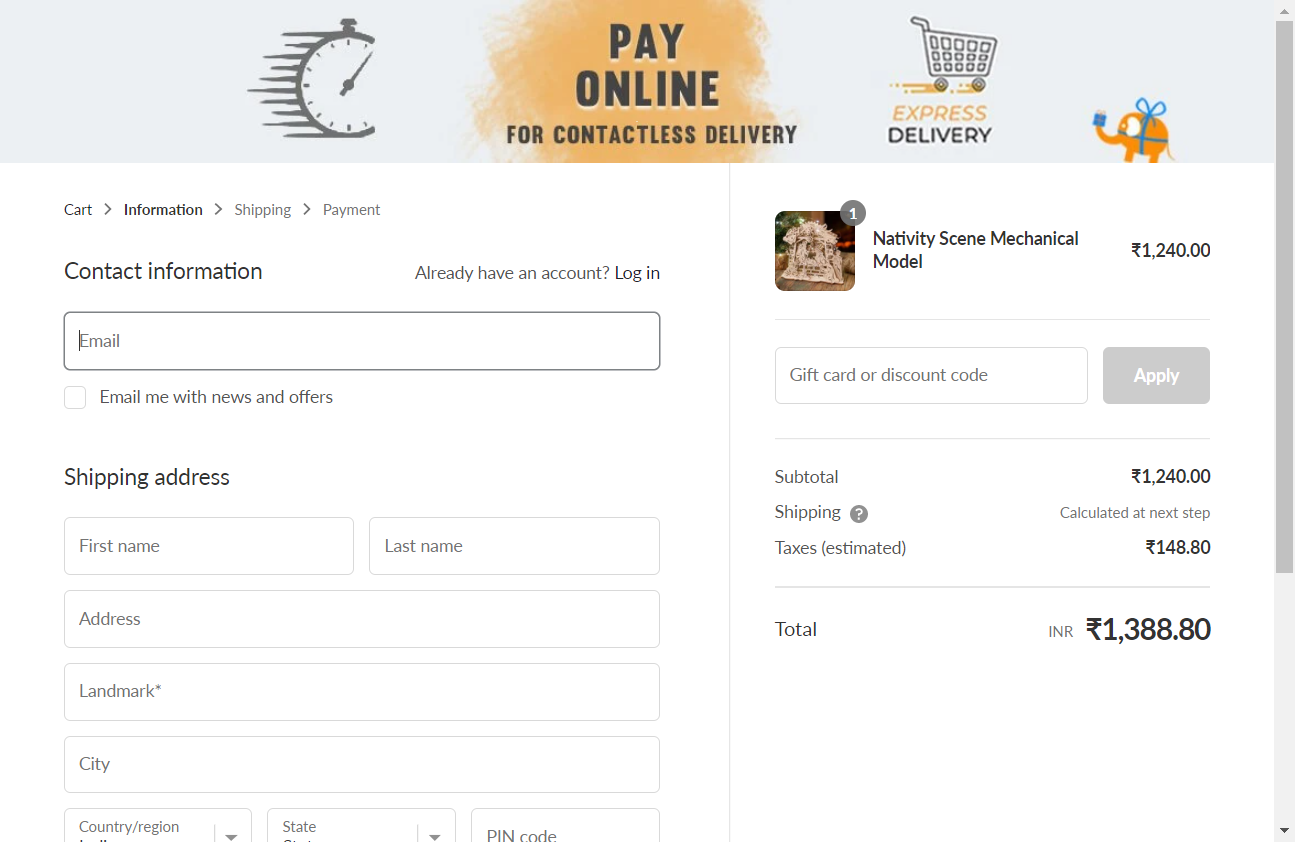 PAY
ONLINE
FOR CONTACTLESS DELIVERY
EXPRESS
DELIVERY
Cart > Information > Shipping > Payment
Contact information
Already have an account? Log in
Email
Email me with news and offers
Shipping address
First name
Last name
Address
Landmark*
City
Country/region
State
PIN code
1
Nativity Scene Mechanical
Model
₹1,240.00
Gift card or discount code
Apply
Subtotal
₹1,240.00
Shipping ?
Calculated at next step
Taxes (estimated)
₹148.80
Total
INR ₹1,388.80